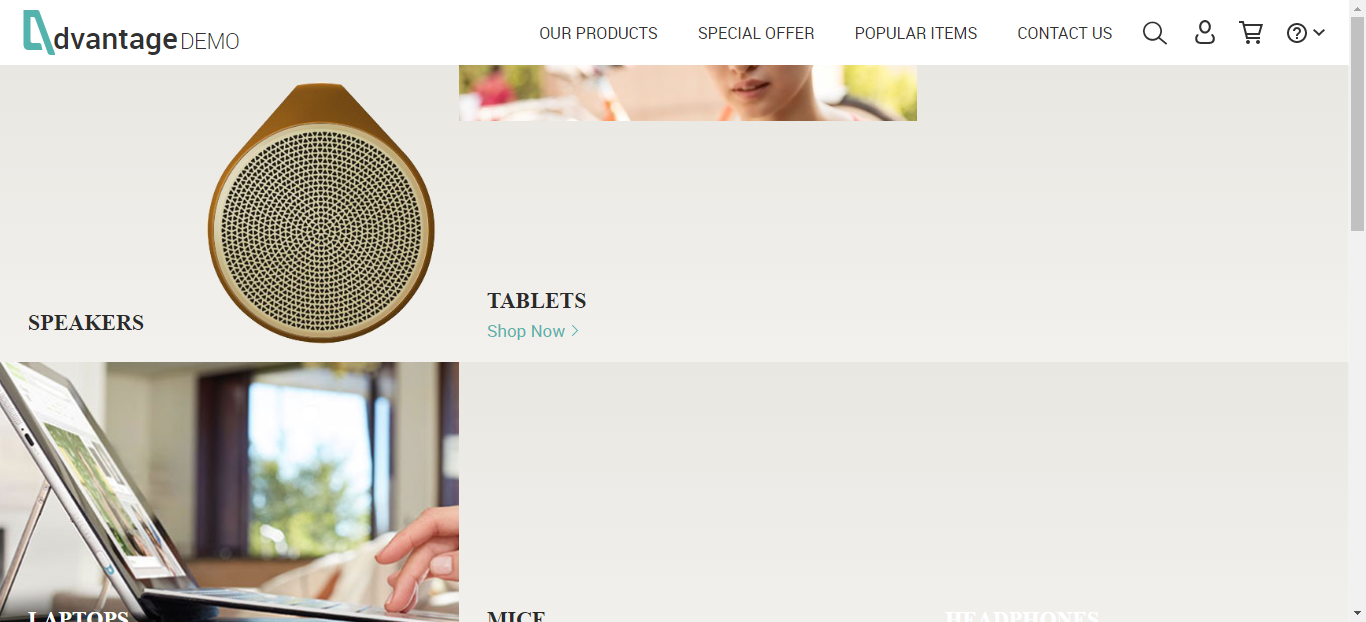 dvantage DEMO
OUR PRODUCTS
SPECIAL OFFER
POPULAR ITEMS
CONTACT US
SPEAKERS
TABLETS
Shop Now
LAPTOPS
MICE
HEADPHONES